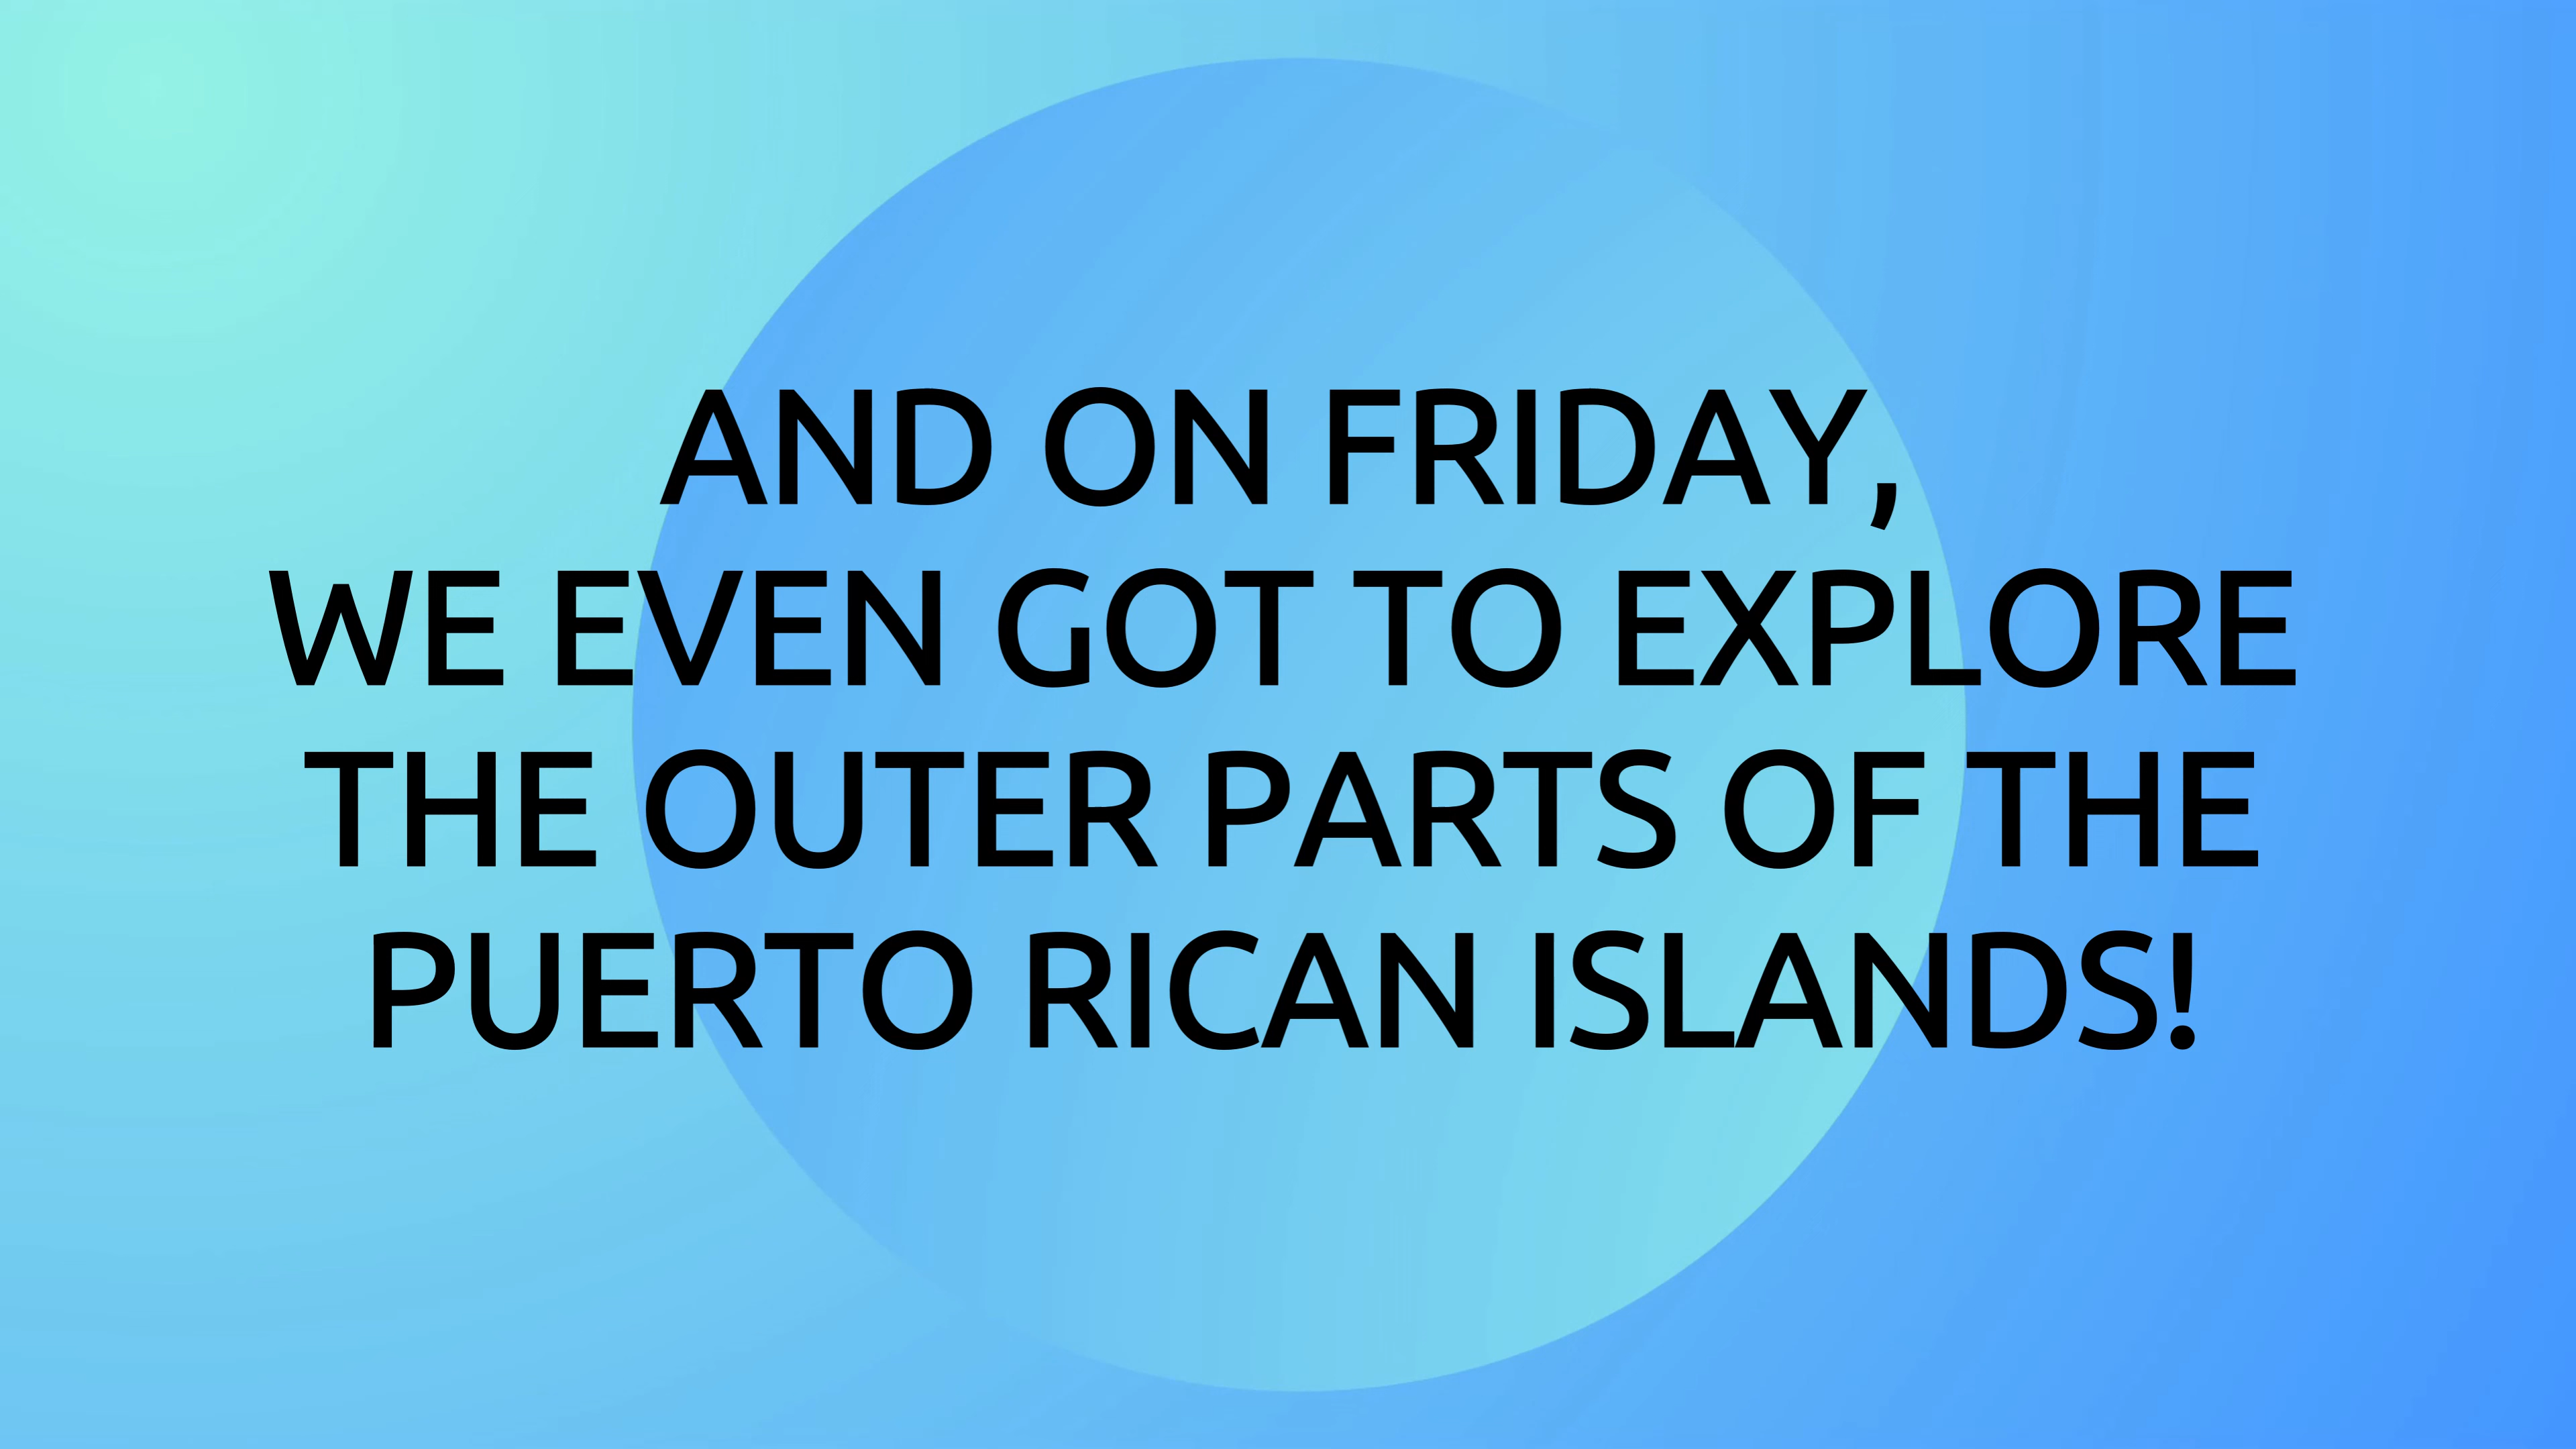 AND ON FRIDAY,
WE EVEN GOT TO EXPLORE
THE OUTER PARTS OF THE
PUERTO RICAN ISLANDS!